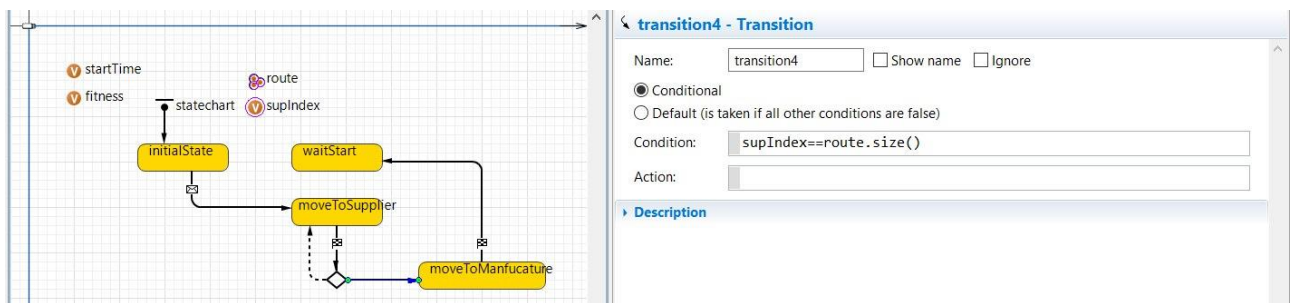 startTime
fitness
route
supIndex
statechart
initialState
waitStart
moveToSupplier
moveToManfucature
transition4 - Transition
Name: transition4 Show name Ignore
Conditional
Default (is taken if all other conditions are false)
Condition: supIndex==route.size()
Action:
Description